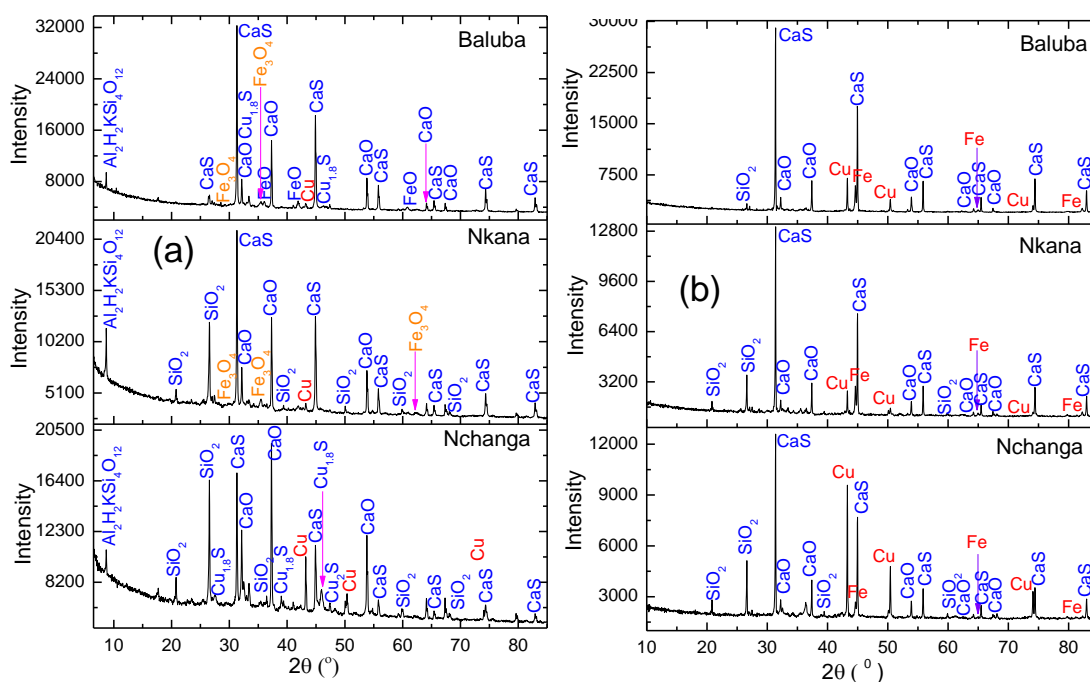 Baluba
Intensity
32000
24000
16000
8000
Al₂H₂KSi₄O₁₂
CaS
Fe₃O₄
CaS
CaO
Cu₁.₈S
Fe₃O₄
FeO
CaO
FeO
Cu
CaS
Cu₁.₈S
CaO
CaS
FeO
CaO
CaS
CaO
CaS
CaS
(a)
Nkana
Intensity
20400
15300
10200
5100
Al₂H₂KSi₄O₁₂
SiO₂
SiO₂
Fe₃O₄
CaS
CaO
Fe₃O₄
CaO
SiO₂
Cu
CaS
SiO₂
CaO
CaS
SiO₂
Fe₃O₄
CaS
SiO₂
CaS
CaS
Nchanga
Intensity
20500
16400
12300
8200
Al₂H₂KSi₄O₁₂
SiO₂
SiO₂
Cu₁.₈S
CaS
CaO
SiO₂
CaO
Cu₁.₈S
Cu
CaS
Cu₁.₈S
CuS₂
Cu
CaO
CaS
SiO₂
CaS
SiO₂
Cu
CaS
CaS
10 20 30 40 50 60 70 80
2θ (°)
Baluba
Intensity
30000
22500
15000
7500
SiO₂
CaS
CaO
CaO
Cu
Fe
CaS
Cu
CaO
CaS
CaO
Fe
CaS
CaO
Cu
CaS
Fe
CaS
(b)
Nkana
Intensity
12800
9600
6400
3200
SiO₂
SiO₂
CaS
CaO
CaO
Cu
Fe
CaS
Cu
CaO
CaS
SiO₂
CaO
Fe
CaS
CaO
Cu
CaS
Fe
CaS
Nchanga
Intensity
12000
9000
6000
3000
SiO₂
SiO₂
CaS
CaO
CaO
SiO₂
Cu
Fe
CaS
Cu
CaO
CaS
SiO₂
CaO
Fe
CaS
CaO
Cu
CaS
Fe
CaS
10 20 30 40 50 60 70 80
2θ ( ⁰ )